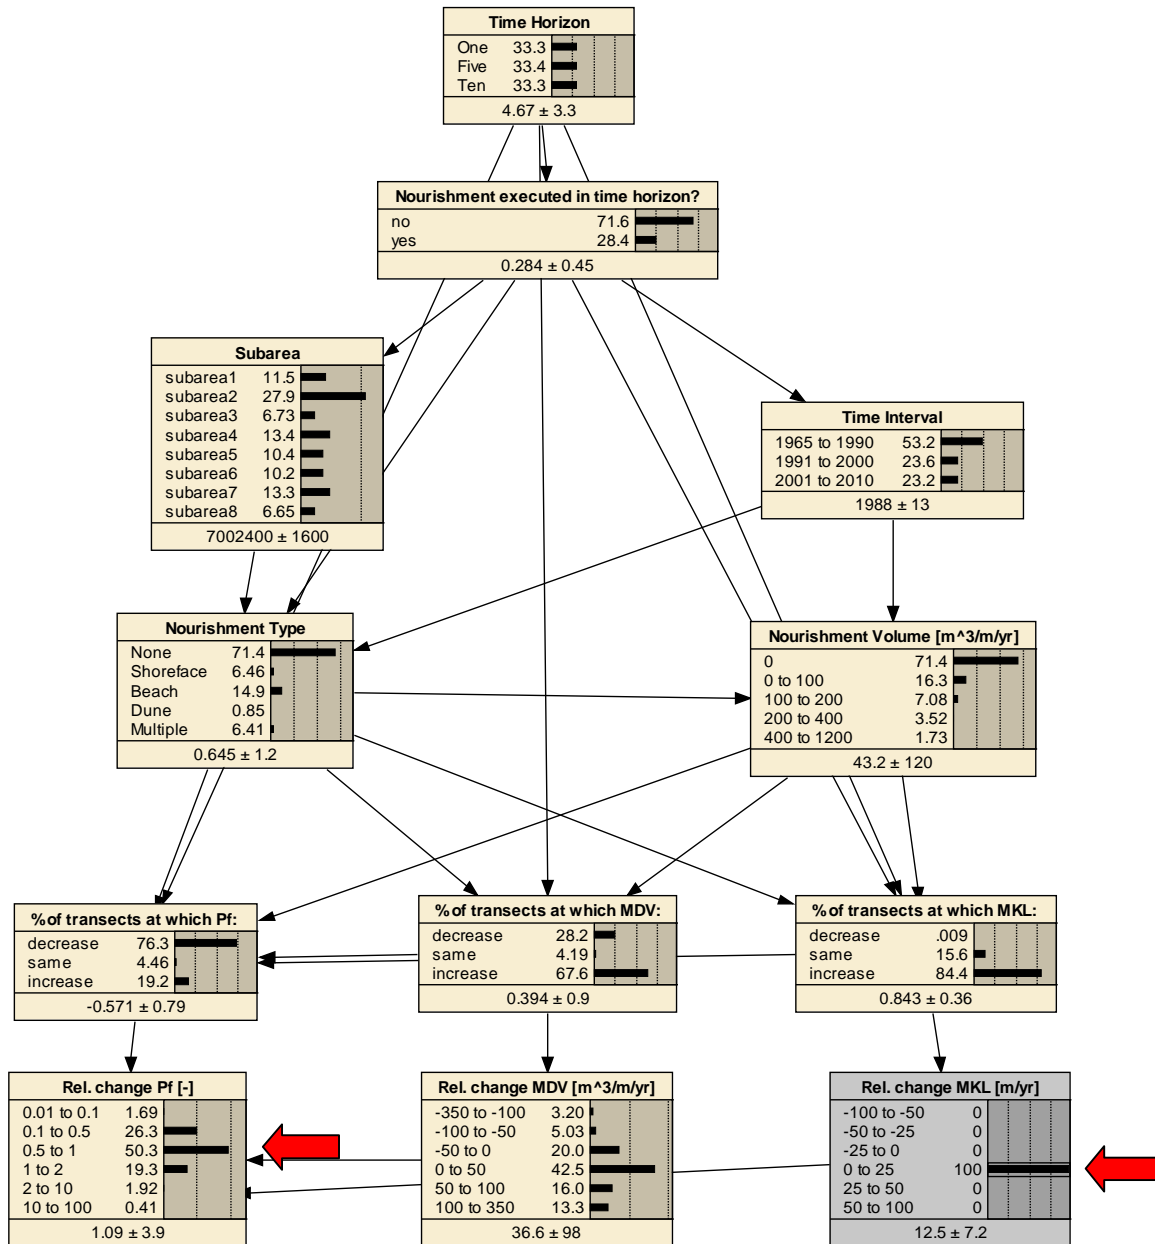 Time Horizon
One 33.3
Five 33.4
Ten 33.3
4.67 ± 3.3
Nourishment executed in time horizon?
no 71.6
yes 28.4
0.284 ± 0.45
Subarea
subarea1 11.5
subarea2 27.9
subarea3 6.73
subarea4 13.4
subarea5 10.4
subarea6 10.2
subarea7 13.3
subarea8 6.65
7002400 ± 1600
Time Interval
1965 to 1990 53.2
1991 to 2000 23.6
2001 to 2010 23.2
1988 ± 13
Nourishment Type
None 71.4
Shoreface 6.46
Beach 14.9
Dune 0.85
Multiple 6.41
0.645 ± 1.2
Nourishment Volume [m^3/m/yr]
0 71.4
0 to 100 16.3
100 to 200 7.08
200 to 400 3.52
400 to 1200 1.73
43.2 ± 120
% of transects at which Pf:
decrease 76.3
same 4.46
increase 19.2
-0.571 ± 0.79
% of transects at which MDV:
decrease 28.2
same 4.19
increase 67.6
0.394 ± 0.9
% of transects at which MKL:
decrease .009
same 15.6
increase 84.4
0.843 ± 0.36
Rel. change Pf [-]
0.01 to 0.1 1.69
0.1 to 0.5 26.3
0.5 to 1 50.3
1 to 2 19.3
2 to 10 1.92
10 to 100 0.41
1.09 ± 3.9
Rel. change MDV [m^3/m/yr]
-350 to -100 3.20
-100 to -50 5.03
-50 to 0 20.0
0 to 50 42.5
50 to 100 16.0
100 to 350 13.3
36.6 ± 98
Rel. change MKL [m/yr]
-100 to -50 0
-50 to -25 0
-25 to 0 0
0 to 25 100
25 to 50 0
50 to 100 0
12.5 ± 7.2